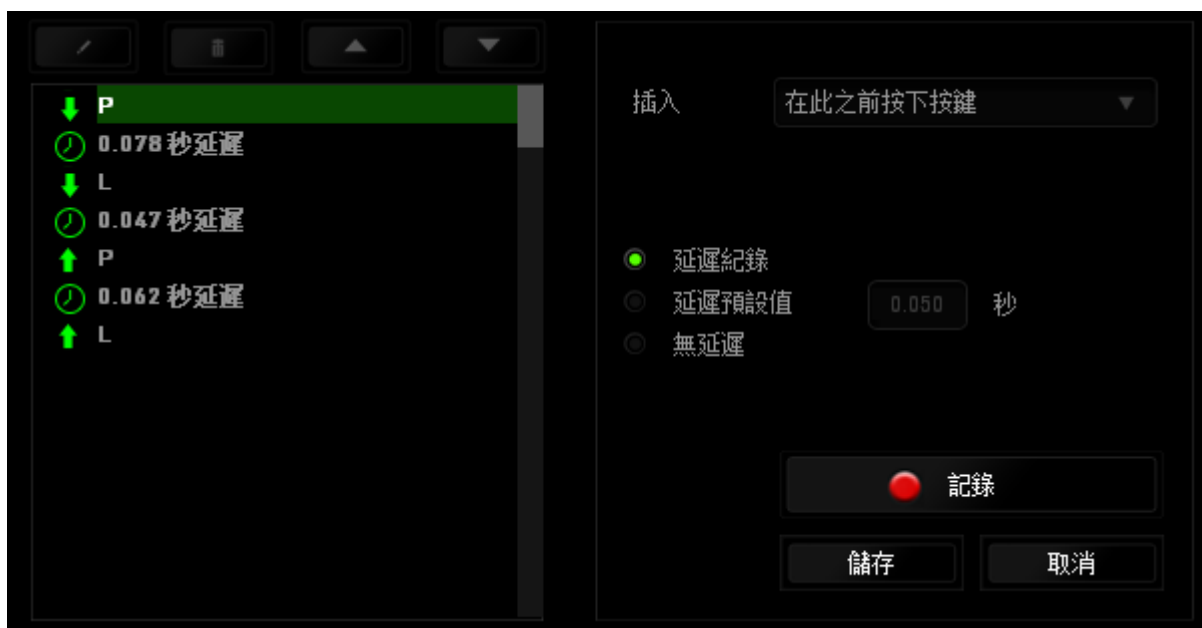 P
0.078 秒延遲
L
0.047 秒延遲
P
0.062 秒延遲
L
插入 在此之前按下按鍵
延遲紀錄
延遲預設值 0.050 秒
無延遲
記錄
儲存 取消